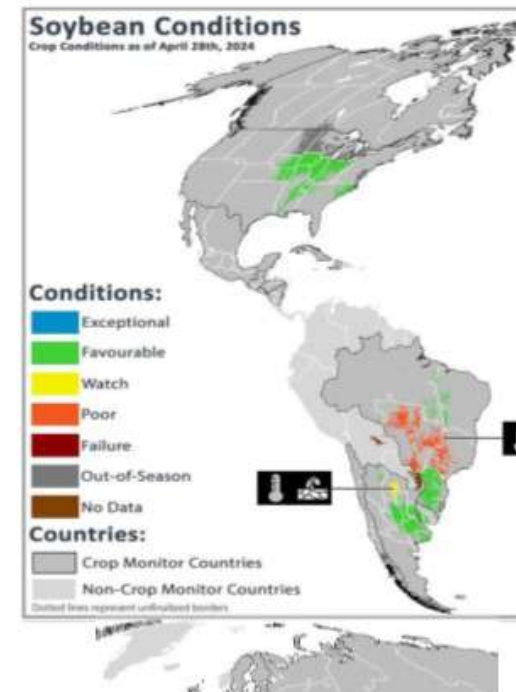 Soybean Conditions
Crop Conditions as of April 28th, 2024
Conditions:
Exceptional
Favourable
Watch
Poor
Failure
Out-of-Season
No Data
Countries:
Crop Monitor Countries
Non-Crop Monitor Countries
Dotted lines represent unfinalized borders